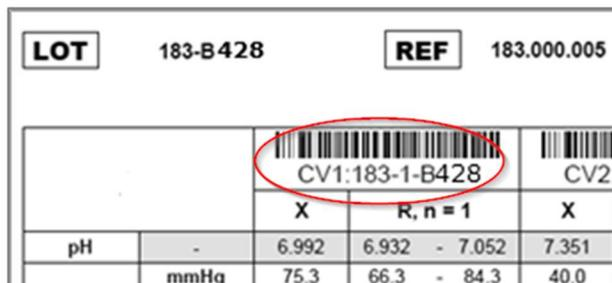 LOT 183-B428 REF 183.000.005
CV1:183-1-B428 CV2
X R, n = 1 X
pH - 6.992 6.932 - 7.052 7.351
mmHg 75.3 66.3 - 84.3 40.0